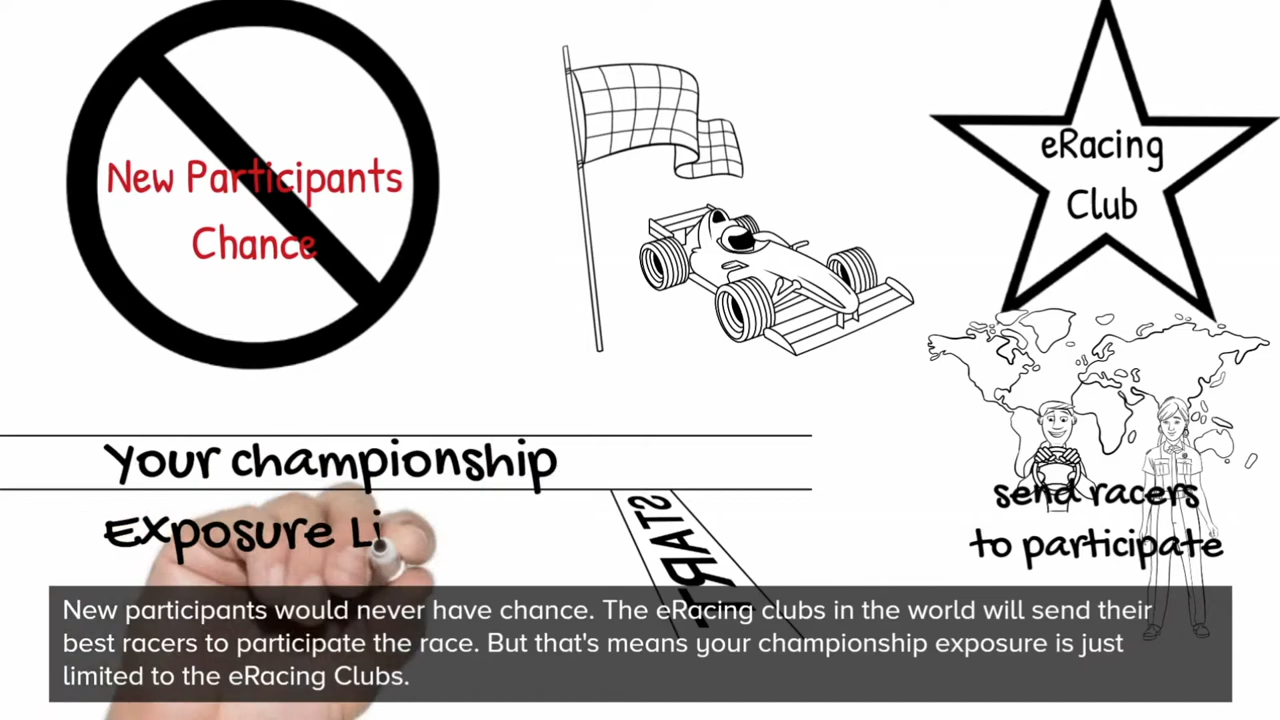 New Participants
Chance
eRacing
Club
Your championship
Exposure Li
send racers
to participate
START
New participants would never have chance. The eRacing clubs in the world will send their
best racers to participate the race. But that's means your championship exposure is just
limited to the eRacing Clubs.